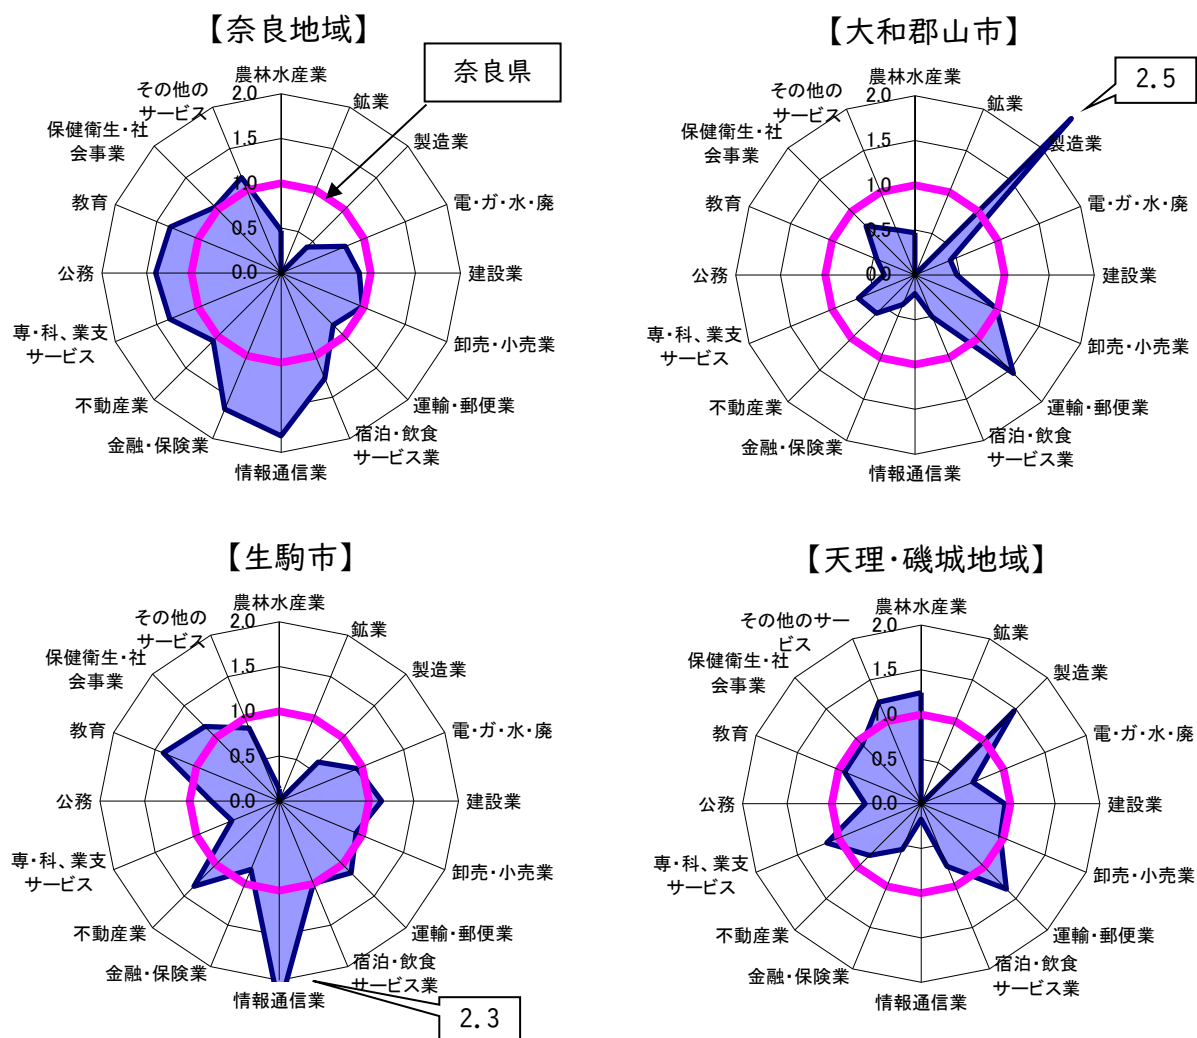 【奈良地域】
奈良県
農林水産業
鉱業
製造業
電・ガ・水・廃
建設業
卸売・小売業
運輸・郵便業
宿泊・飲食
サービス業
情報通信業
金融・保険業
不動産業
専・科、業支
サービス
公務
教育
保健衛生・社
会事業
その他の
サービス
2.0
1.5
1.0
0.5
0.0
【大和郡山市】
2.5
農林水産業
鉱業
製造業
電・ガ・水・廃
建設業
卸売・小売業
運輸・郵便業
宿泊・飲食
サービス業
情報通信業
金融・保険業
不動産業
専・科、業支
サービス
公務
教育
保健衛生・社
会事業
その他の
サービス
2.0
1.5
1.0
0.5
0.0
【生駒市】
農林水産業
鉱業
製造業
電・ガ・水・廃
建設業
卸売・小売業
運輸・郵便業
宿泊・飲食
サービス業
情報通信業
金融・保険業
不動産業
専・科、業支
サービス
公務
教育
保健衛生・社
会事業
その他の
サービス
2.0
1.5
1.0
0.5
0.0
2.3
【天理・磯城地域】
農林水産業
鉱業
製造業
電・ガ・水・廃
建設業
卸売・小売業
運輸・郵便業
宿泊・飲食
サービス業
情報通信業
金融・保険業
不動産業
専・科、業支
サービス
公務
教育
保健衛生・社
会事業
その他のサー
ビス
2.0
1.5
1.0
0.5
0.0